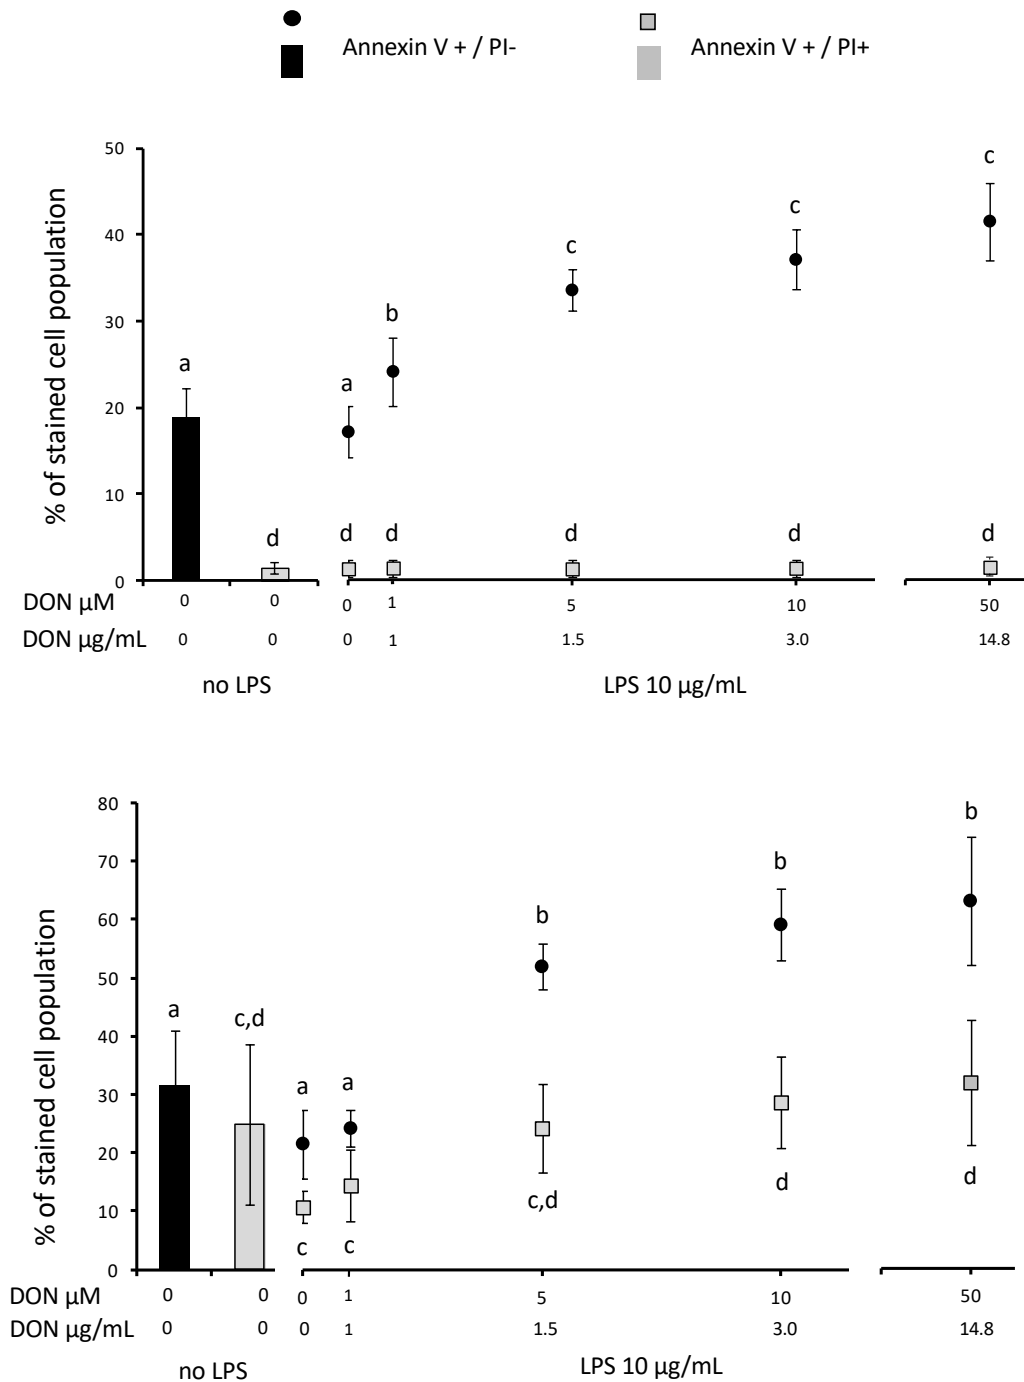 Annexin V + / PI- Annexin V + / PI+
% of stained cell population
50
40
30
20
10
0
a d a d b d c d c d c d
DON µM 0 0 0 1 5 10 50
DON µg/mL 0 0 0 1 1.5 3.0 14.8
no LPS LPS 10 µg/mL
% of stained cell population
80
70
60
50
40
30
20
10
0
a c,d a c a c b c,d b d b d
DON µM 0 0 0 1 5 10 50
DON µg/mL 0 0 0 1 1.5 3.0 14.8
no LPS LPS 10 µg/mL